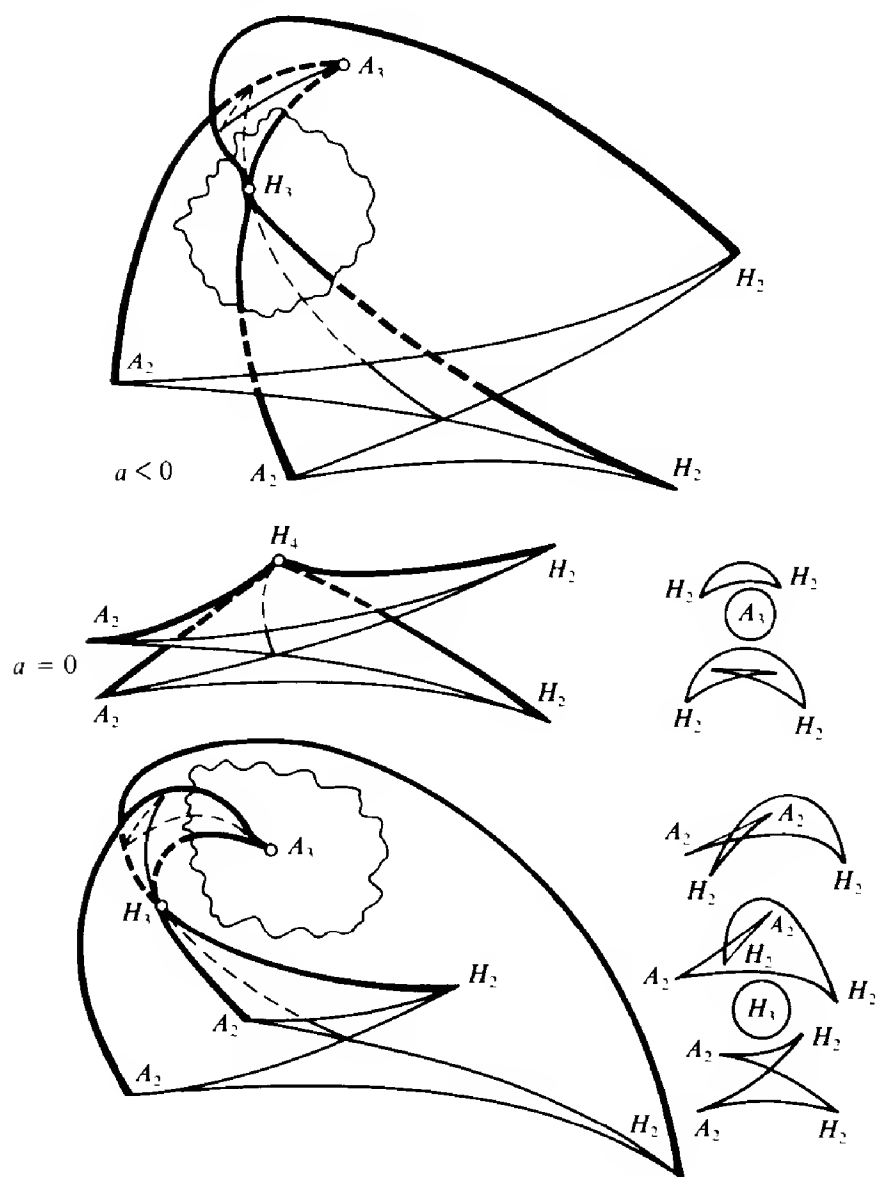 A₃
H₃
H₂
A₂
a < 0
A₂
H₂
H₄
H₂
A₂
a = 0
A₂
H₂
H₂ H₂
A₃
H₂ H₂
A₃
H₃
H₂
A₂
A₂
H₂
A₂
A₂
H₂ H₂
A₂
A₂ H₂
H₂
H₃
H₂
A₂
A₂ H₂